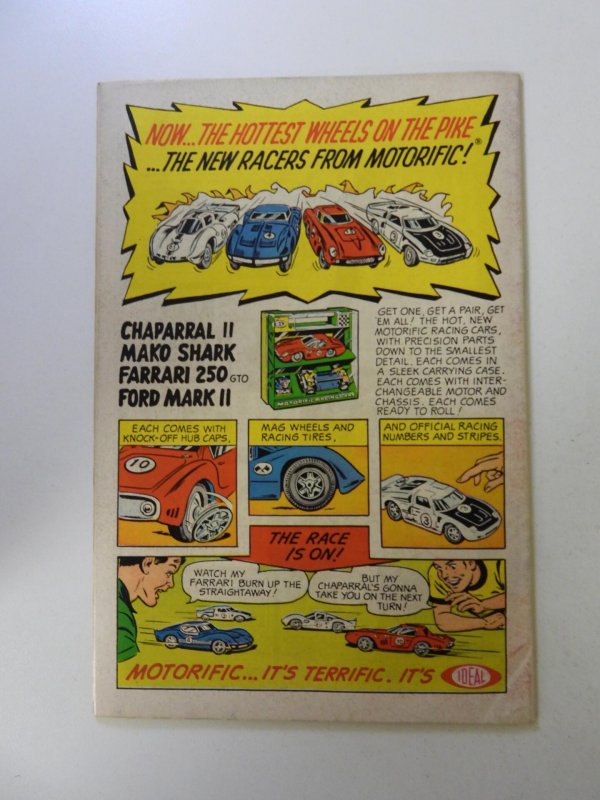 NOW...THE HOTTEST WHEELS ON THE PIKE
...THE NEW RACERS FROM MOTORIFIC!®
CHAPARRAL II
MAKO SHARK
FARRARI 250 GTO
FORD MARK II
GET ONE, GET A PAIR, GET
'EM ALL! THE HOT, NEW
MOTORIFIC RACING CARS,
WITH PRECISION PARTS
DOWN TO THE SMALLEST
DETAIL. EACH COMES IN
A SLEEK CARRYING CASE.
EACH COMES WITH INTER-
CHANGEABLE MOTOR AND
CHASSIS. EACH COMES
READY TO ROLL!
EACH COMES WITH
KNOCK-OFF HUB CAPS,
10
MAG WHEELS AND
RACING TIRES,
AND OFFICIAL RACING
NUMBERS AND STRIPES.
3
THE RACE
IS ON!
WATCH MY
FARRARI BURN UP THE
STRAIGHTAWAY!
BUT MY
CHAPARRAL'S GONNA
TAKE YOU ON THE NEXT
TURN!
MOTORIFIC... IT'S TERRIFIC. IT'S IDEAL